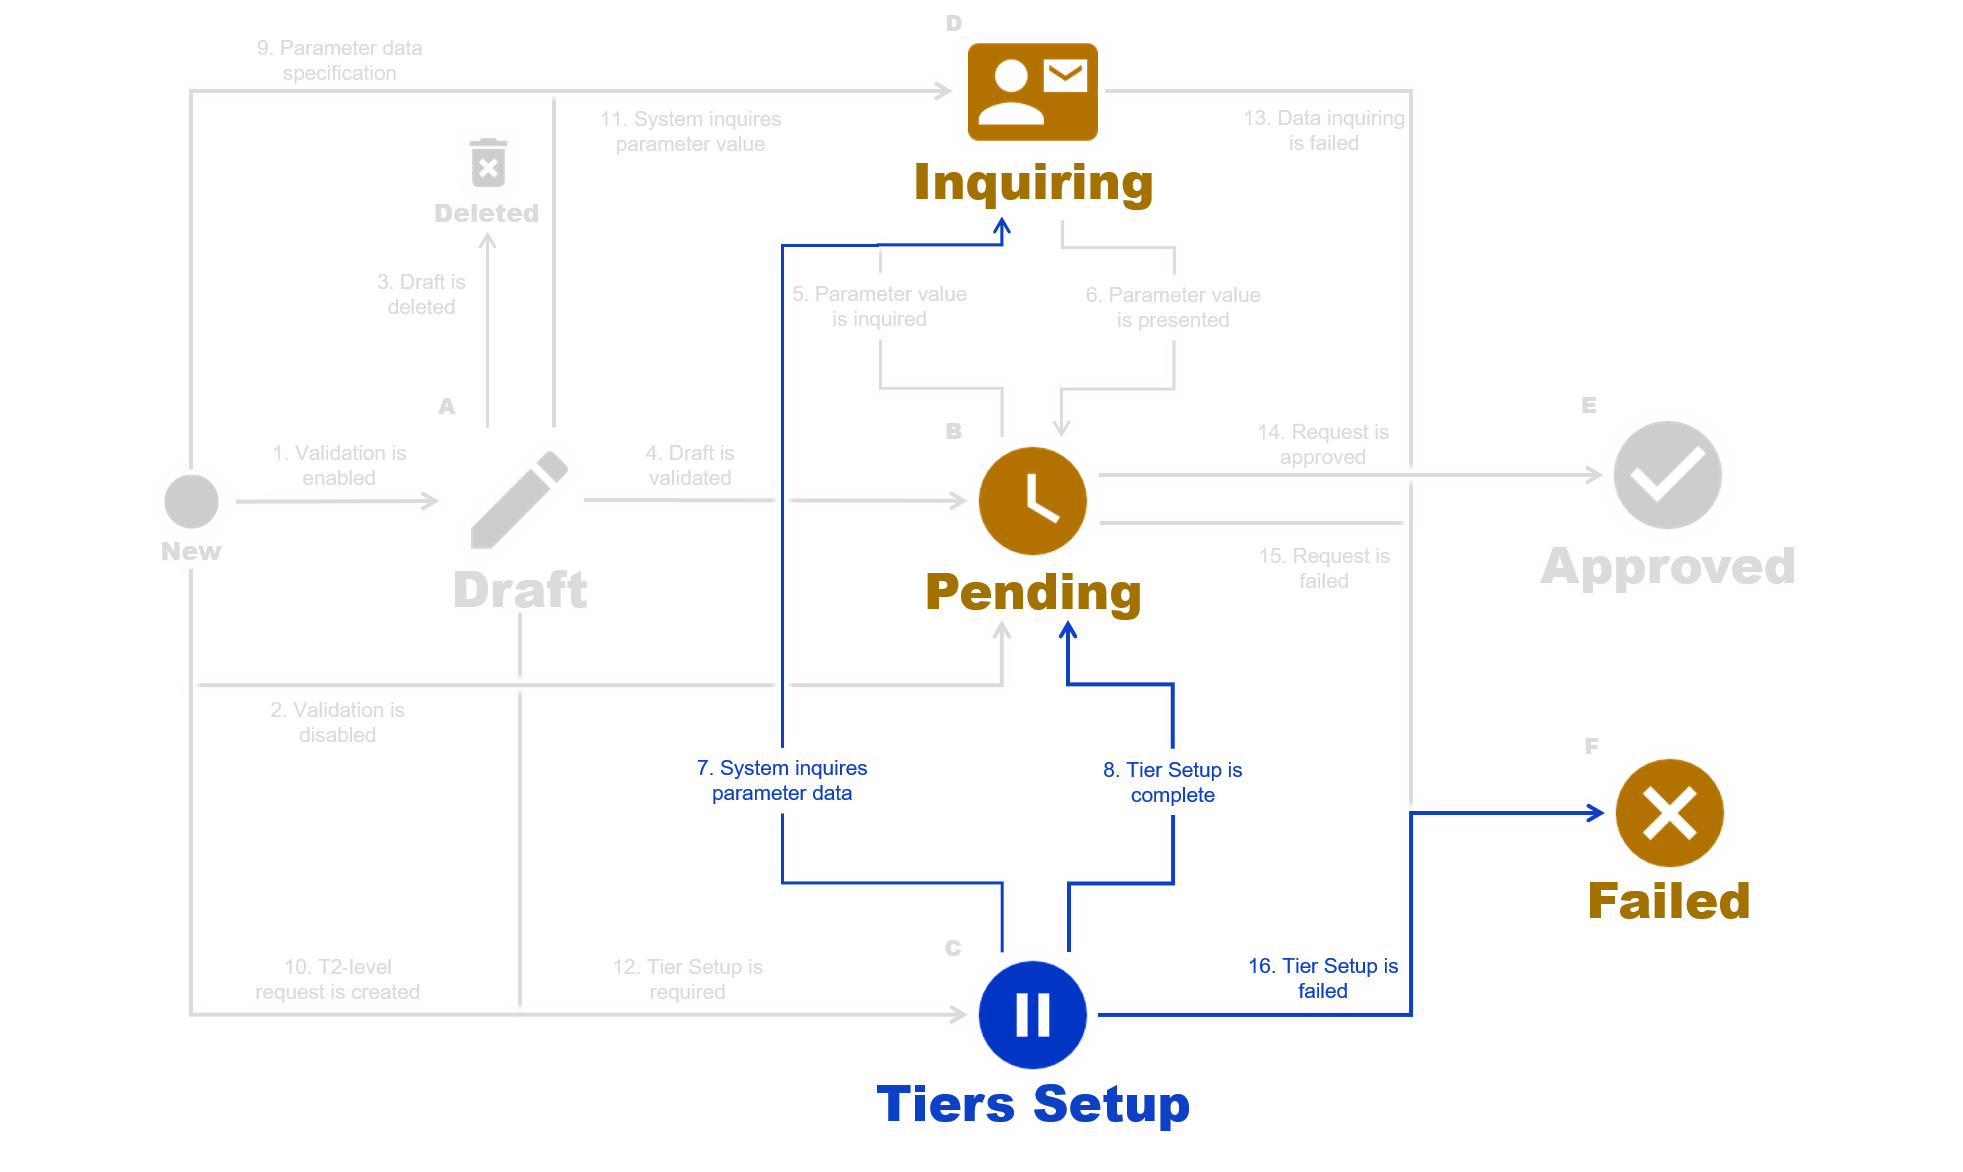 D
9. Parameter data
specification
11. System inquires
parameter value
13. Data inquiring
is failed
Inquiring
Deleted
3. Draft is
deleted
5. Parameter value
is inquired
6. Parameter value
is presented
A
B
E
1. Validation is
enabled
4. Draft is
validated
14. Request is
approved
New
Draft
Pending
15. Request is
failed
Approved
2. Validation is
disabled
7. System inquires
parameter data
8. Tier Setup is
complete
F
Failed
C
10. T2-level
request is created
12. Tier Setup is
required
16. Tier Setup is
failed
Tiers Setup